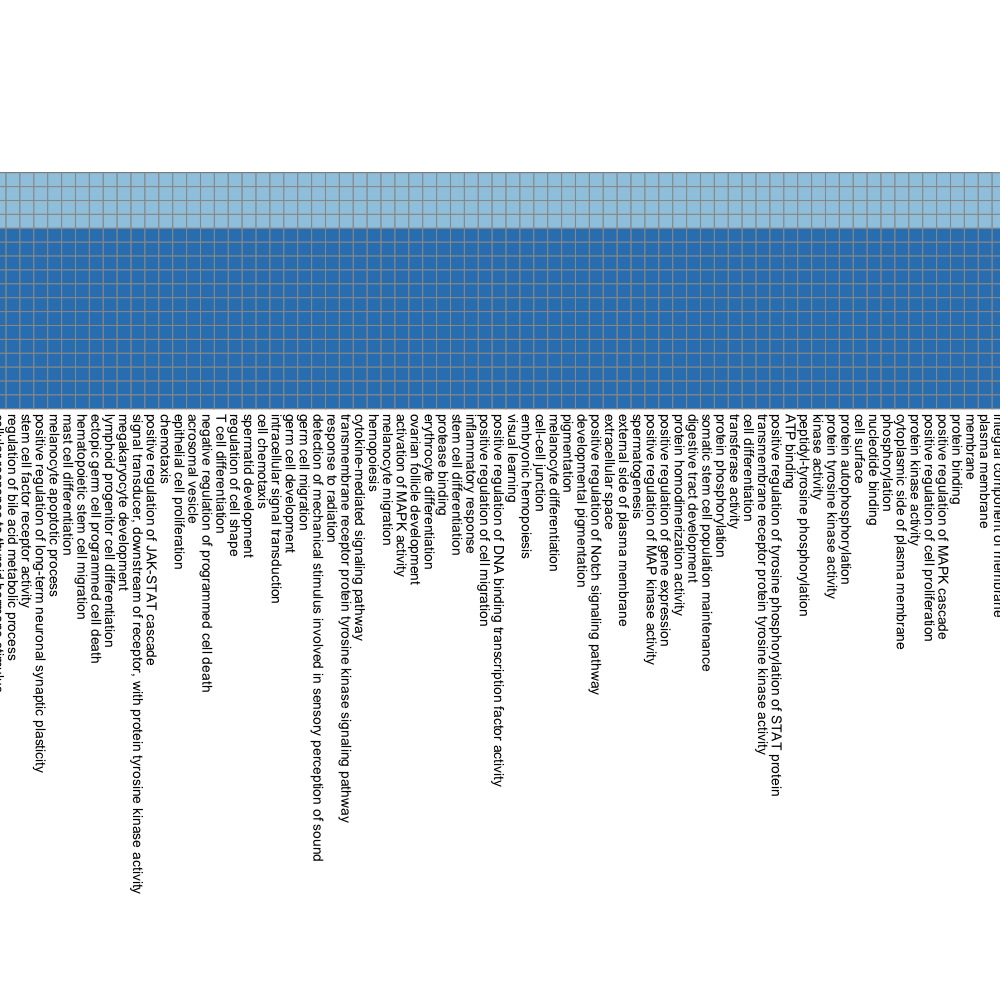 regulation of bile acid metabolic process
stem cell factor receptor activity
positive regulation of long-term neuronal synaptic plasticity
melanocyte apoptotic process
mast cell differentiation
hematopoietic stem cell migration
ectopic germ cell programmed cell death
lymphoid progenitor cell differentiation
megakaryocyte development
signal transducer, downstream of receptor, with protein tyrosine kinase activity
positive regulation of JAK-STAT cascade
chemotaxis
epithelial cell proliferation
acrosomal vesicle
negative regulation of programmed cell death
T cell differentiation
regulation of cell shape
spermatid development
cell chemotaxis
intracellular signal transduction
germ cell development
germ cell migration
detection of mechanical stimulus involved in sensory perception of sound
response to radiation
transmembrane receptor protein tyrosine kinase signaling pathway
cytokine-mediated signaling pathway
hemopoiesis
melanocyte migration
activation of MAPK activity
ovarian follicle development
erythrocyte differentiation
protease binding
stem cell differentiation
inflammatory response
positive regulation of cell migration
positive regulation of DNA binding transcription factor activity
visual learning
embryonic hemopoiesis
cell-cell junction
melanocyte differentiation
pigmentation
developmental pigmentation
positive regulation of Notch signaling pathway
extracellular space
external side of plasma membrane
spermatogenesis
positive regulation of MAP kinase activity
positive regulation of gene expression
protein homodimerization activity
digestive tract development
somatic stem cell population maintenance
protein phosphorylation
transferase activity
cell differentiation
transmembrane receptor protein tyrosine kinase activity
positive regulation of tyrosine phosphorylation of STAT protein
ATP binding
peptidyl-tyrosine phosphorylation
kinase activity
protein tyrosine kinase activity
protein autophosphorylation
cell surface
nucleotide binding
phosphorylation
cytoplasmic side of plasma membrane
protein kinase activity
positive regulation of cell proliferation
positive regulation of MAPK cascade
protein binding
membrane
plasma membrane
integral component of membrane